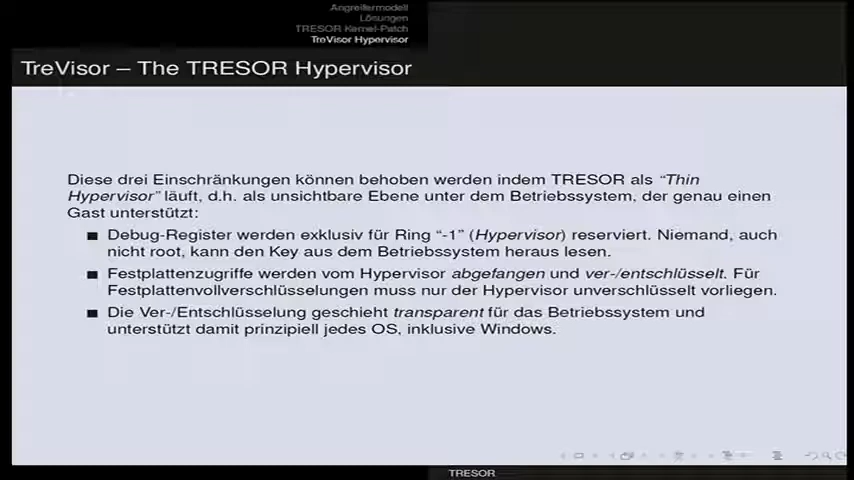 Angreifermodell
Lösungen
TRESOR Kernel-Patch
TreVisor Hypervisor
TreVisor – The TRESOR Hypervisor
Diese drei Einschränkungen können behoben werden indem TRESOR als “Thin
Hypervisor” läuft, d.h. als unsichtbare Ebene unter dem Betriebssystem, der genau einen
Gast unterstützt:
Debug-Register werden exklusiv für Ring “-1” (Hypervisor) reserviert. Niemand, auch
nicht root, kann den Key aus dem Betriebssystem heraus lesen.
Festplattenzugriffe werden vom Hypervisor abgefangen und ver-/entschlüsselt. Für
Festplattenvollverschlüsselungen muss nur der Hypervisor unverschlüsselt vorliegen.
Die Ver-/Entschlüsselung geschieht transparent für das Betriebssystem und
unterstützt damit prinzipiell jedes OS, inklusive Windows.
TRESOR